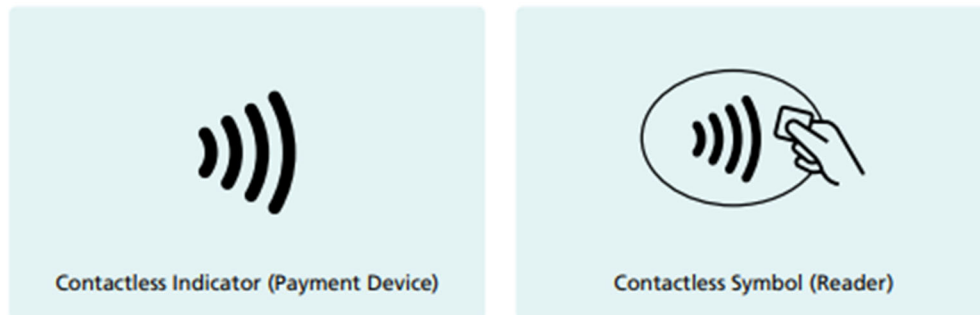 Contactless Indicator (Payment Device)
Contactless Symbol (Reader)